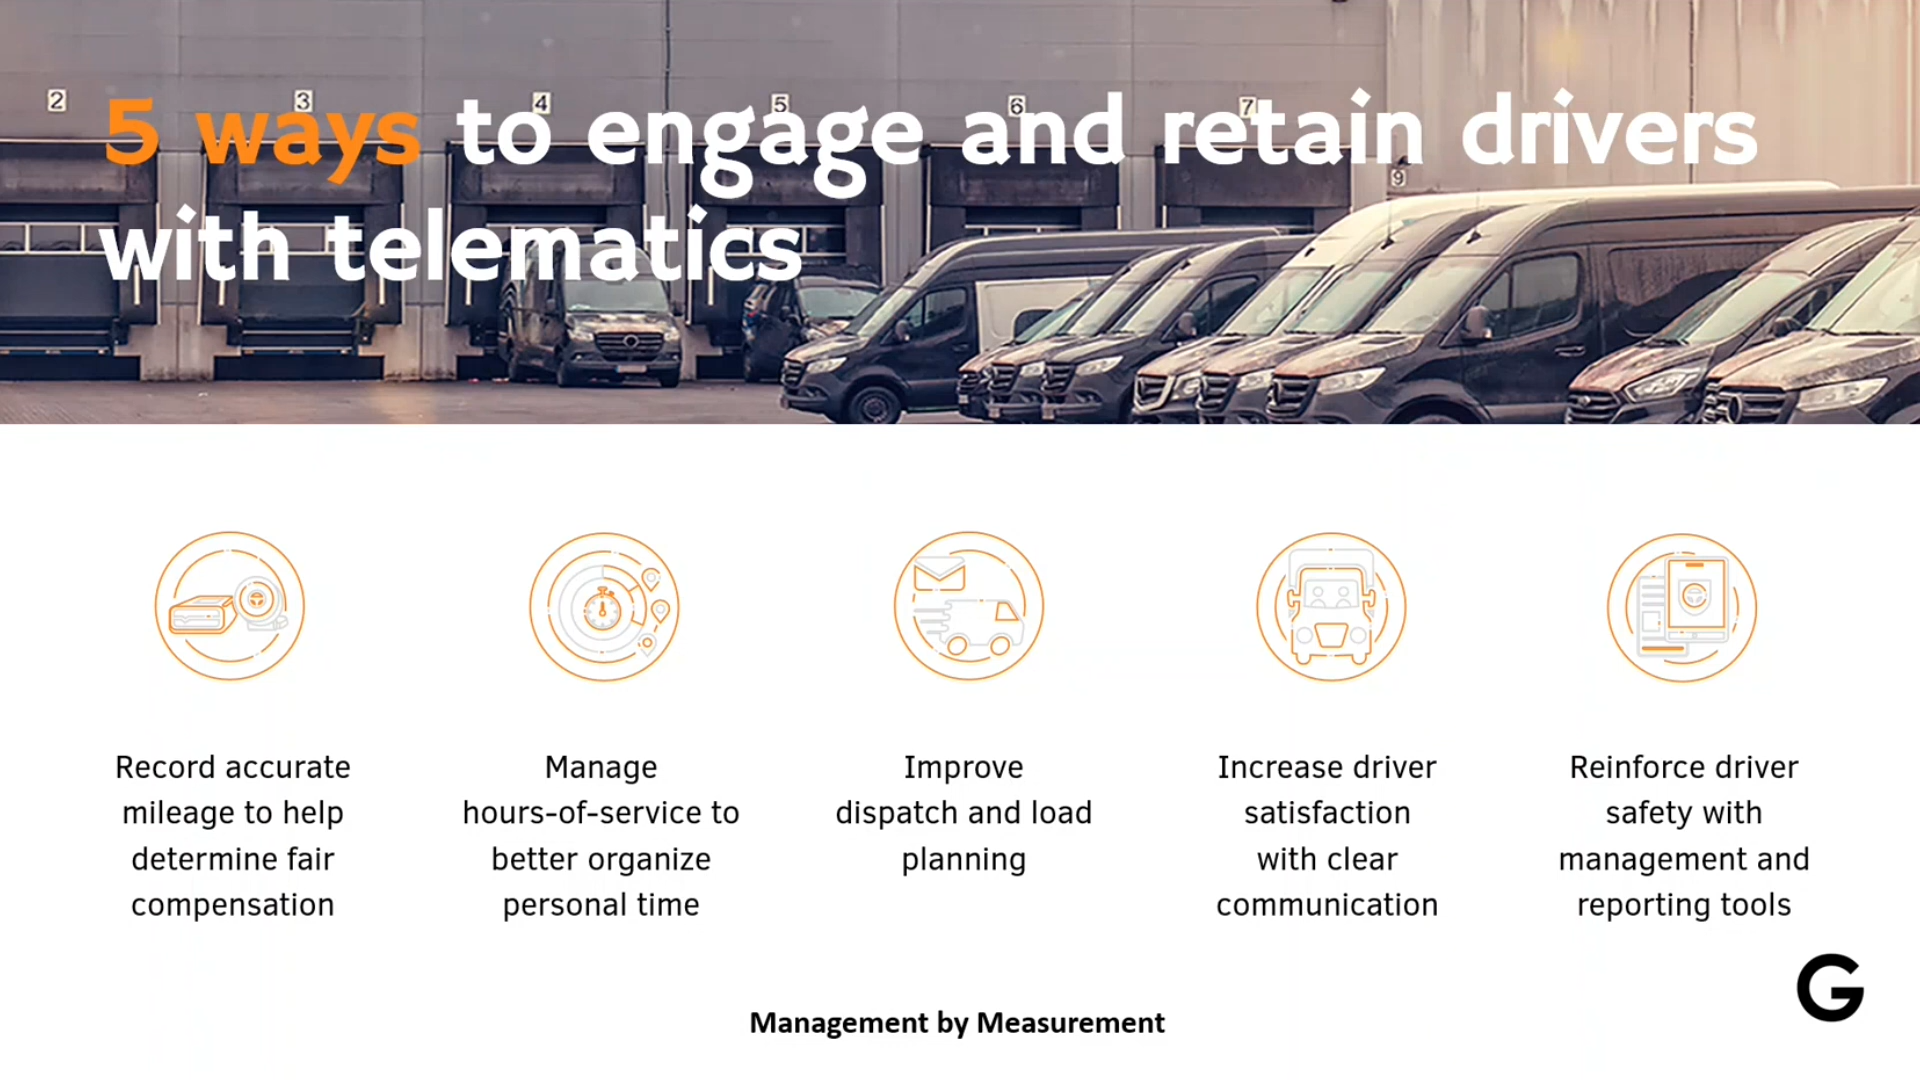 2
3
4
5
6
7
9
5 ways to engage and retain drivers
with telematics
Record accurate
mileage to help
determine fair
compensation
Manage
hours-of-service to
better organize
personal time
Improve
dispatch and load
planning
Increase driver
satisfaction
with clear
communication
Reinforce driver
safety with
management and
reporting tools
G
Management by Measurement